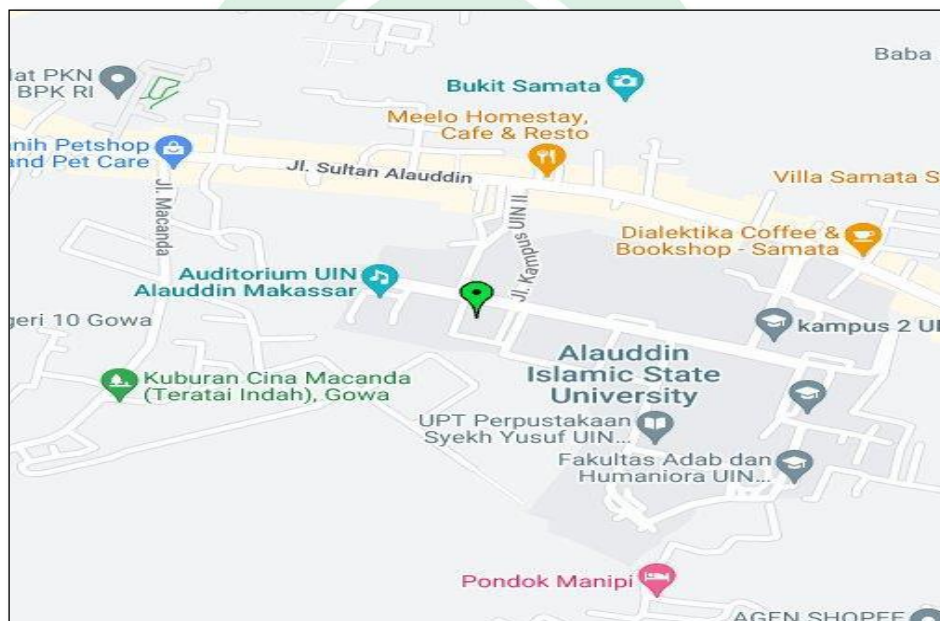 Baba
lat PKN
BPK RI
Bukit Samata
Meelo Homestay,
Cafe & Resto
nih Petshop
and Pet Care
Jl. Sultan Alauddin
Villa Samata S
Jl. Macanda
Jl. Kampus UIN II.
Dialektika Coffee &
Bookshop - Samata
Auditorium UIN
Alauddin Makassar
geri 10 Gowa
kampus 2 UI
Alauddin
Islamic State
University
Kuburan Cina Macanda
(Teratai Indah), Gowa
UPT Perpustakaan
Syekh Yusuf UIN...
Fakultas Adab dan
Humaniora UIN...
Pondok Manipi
AGEN SHOPEE